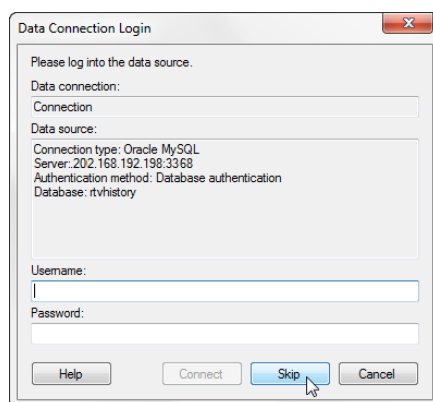 Data Connection Login
Please log into the data source.
Data connection:
Connection
Data source:
Connection type: Oracle MySQL
Server:.202.168.192.198:3368
Authentication method: Database authentication
Database: rtvhistory
Username:
Password:
Help Connect Skip Cancel